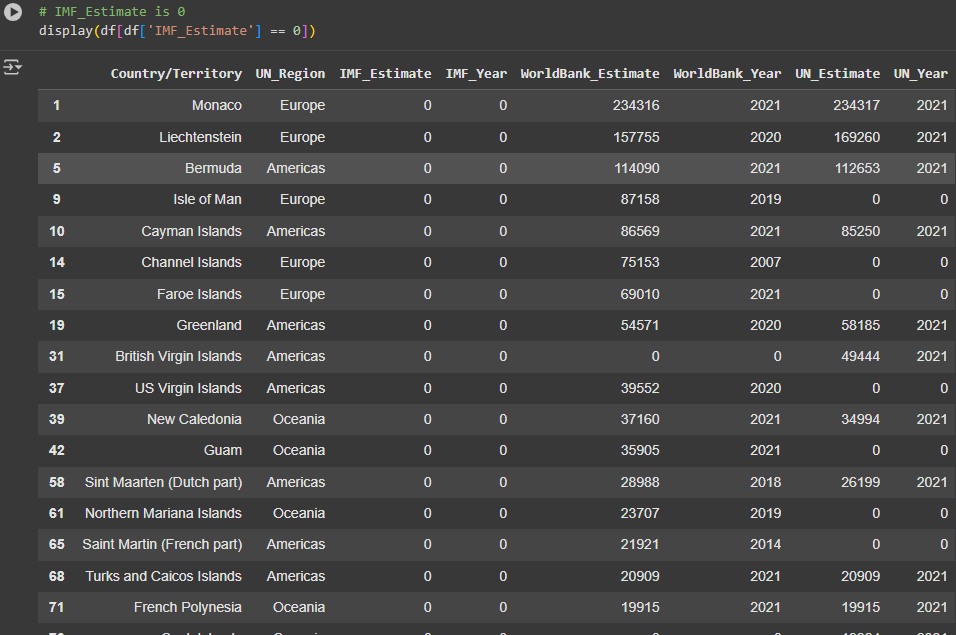 # IMF_Estimate is 0
display(df[df['IMF_Estimate'] == 0])
Country/Territory UN_Region IMF_Estimate IMF_Year WorldBank_Estimate WorldBank_Year UN_Estimate UN_Year
1 Monaco Europe 0 0 234316 2021 234317 2021
2 Liechtenstein Europe 0 0 157755 2020 169260 2021
5 Bermuda Americas 0 0 114090 2021 112653 2021
9 Isle of Man Europe 0 0 87158 2019 0 0
10 Cayman Islands Americas 0 0 86569 2021 85250 2021
14 Channel Islands Europe 0 0 75153 2007 0 0
15 Faroe Islands Europe 0 0 69010 2021 0 0
19 Greenland Americas 0 0 54571 2020 58185 2021
31 British Virgin Islands Americas 0 0 0 0 49444 2021
37 US Virgin Islands Americas 0 0 39552 2020 0 0
39 New Caledonia Oceania 0 0 37160 2021 34994 2021
42 Guam Oceania 0 0 35905 2021 0 0
58 Sint Maarten (Dutch part) Americas 0 0 28988 2018 26199 2021
61 Northern Mariana Islands Oceania 0 0 23707 2019 0 0
65 Saint Martin (French part) Americas 0 0 21921 2014 0 0
68 Turks and Caicos Islands Americas 0 0 20909 2021 20909 2021
71 French Polynesia Oceania 0 0 19915 2021 19915 2021